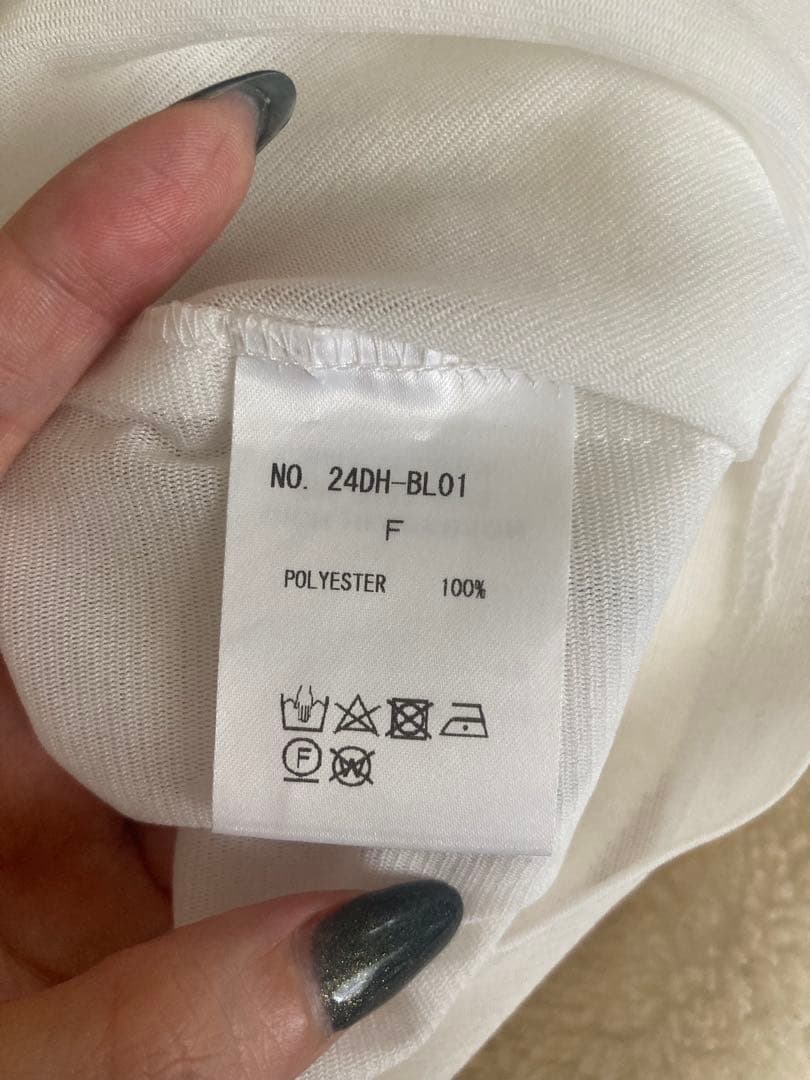 NO. 24DH-BL01
F
POLYESTER 100%
F W